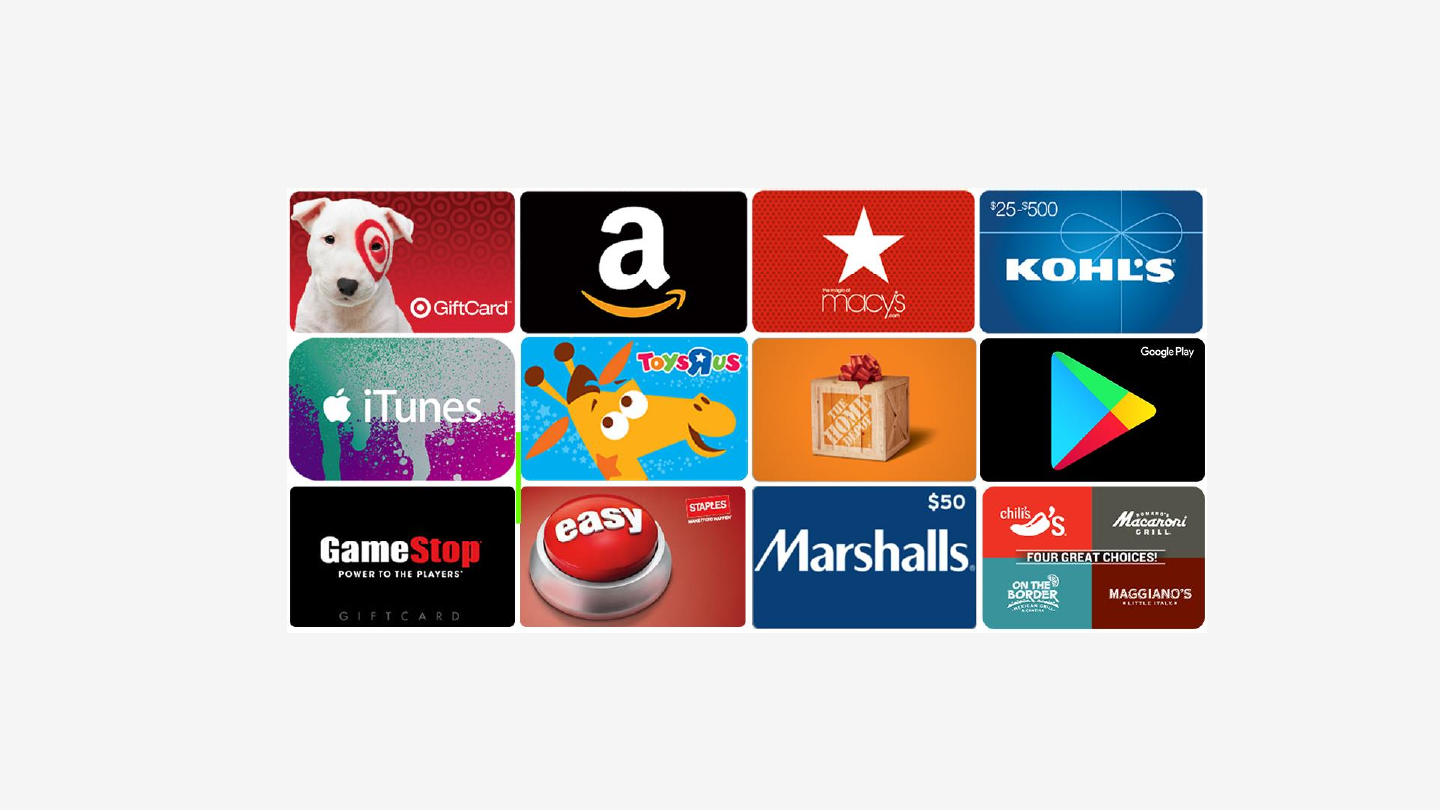 GiftCard
a
the magic of
macy's
.com
$25-$500
KOHL'S
iTunes
TOYSRUS
THE
HOME
DEPOT
Google Play
GameStop
POWER TO THE PLAYERS
GIFTCARD
easy
STAPLES
$50
Marshalls.
chili's
ROMANO'S
Macaroni
GRILL
FOUR GREAT CHOICES!
ON THE
BORDER
MEXICAN GRILL
& CANTINA
MAGGIANO'S
LITTLE ITALY